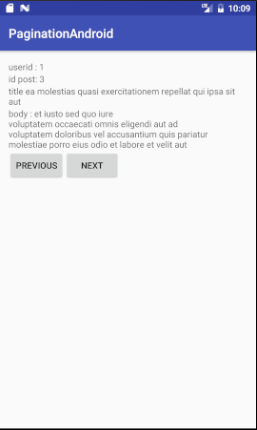 10:09
PaginationAndroid
userid : 1
id post: 3
title ea molestias quasi exercitationem repellat qui ipsa sit
aut
body : et iusto sed quo iure
voluptatem occaecati omnis eligendi aut ad
voluptatem doloribus vel accusantium quis pariatur
molestiae porro eius odio et labore et velit aut
PREVIOUS NEXT